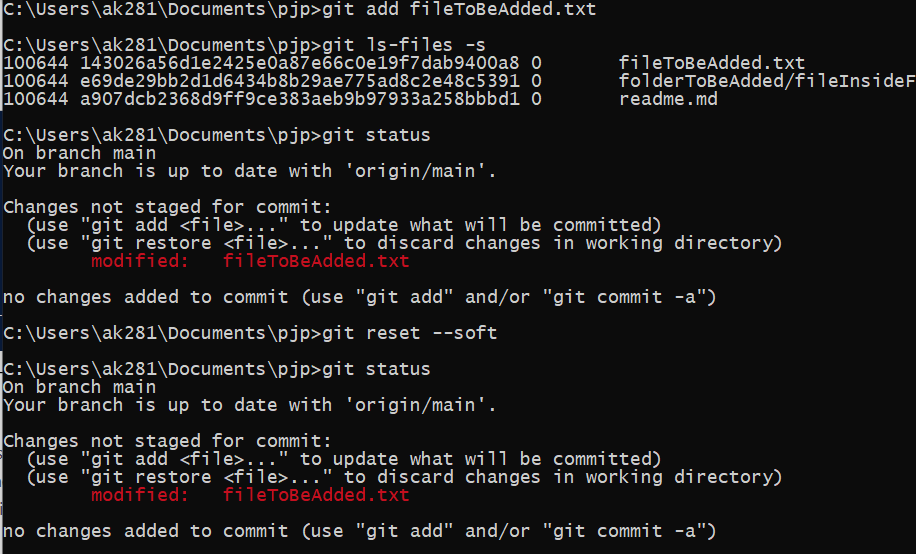 C:\Users\ak281\Documents\pjp>git add fileToBeAdded.txt
C:\Users\ak281\Documents\pjp>git ls-files -s
100644 143026a56d1e2425e0a87e66c0e19f7dab9400a8 0 fileToBeAdded.txt
100644 e69de29bb2d1d6434b8b29ae775ad8c2e48c5391 0 folderToBeAdded/fileInsideF
100644 a907dcb2368d9ff9ce383aeb9b97933a258bbbd1 0 readme.md
C:\Users\ak281\Documents\pjp>git status
On branch main
Your branch is up to date with 'origin/main'.
Changes not staged for commit:
(use "git add <file>..." to update what will be committed)
(use "git restore <file>..." to discard changes in working directory)
modified: fileToBeAdded.txt
no changes added to commit (use "git add" and/or "git commit -a")
C:\Users\ak281\Documents\pjp>git reset --soft
C:\Users\ak281\Documents\pjp>git status
On branch main
Your branch is up to date with 'origin/main'.
Changes not staged for commit:
(use "git add <file>..." to update what will be committed)
(use "git restore <file>..." to discard changes in working directory)
modified: fileToBeAdded.txt
no changes added to commit (use "git add" and/or "git commit -a")